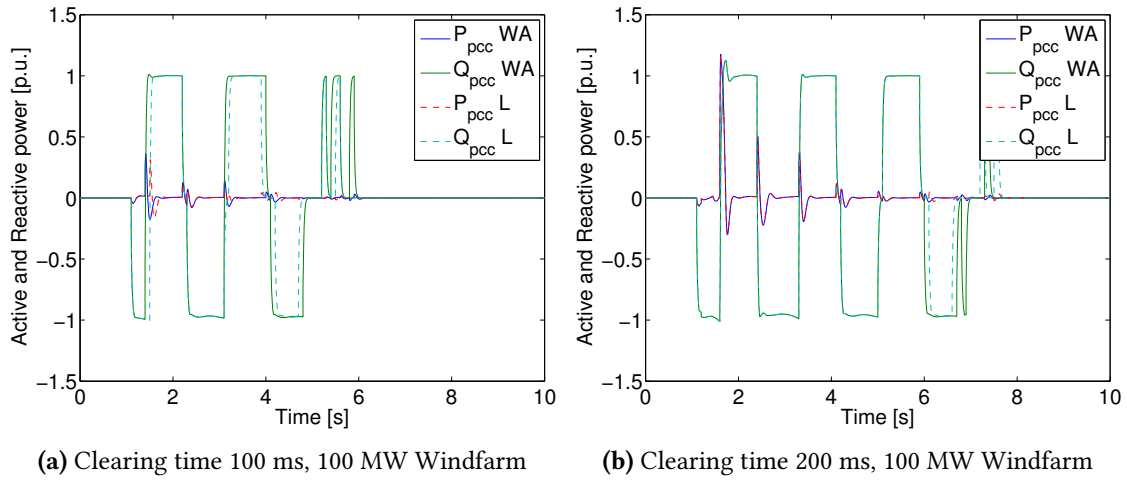 1.5
1
0.5
0
−0.5
−1
−1.5
Active and Reactive power [p.u.]
P_pcc WA
Q_pcc WA
P_pcc L
Q_pcc L
0 2 4 6 8 10
Time [s]
(a) Clearing time 100 ms, 100 MW Windfarm
1.5
1
0.5
0
−0.5
−1
−1.5
Active and Reactive power [p.u.]
P_pcc WA
Q_pcc WA
P_pcc L
Q_pcc L
0 2 4 6 8 10
Time [s]
(b) Clearing time 200 ms, 100 MW Windfarm